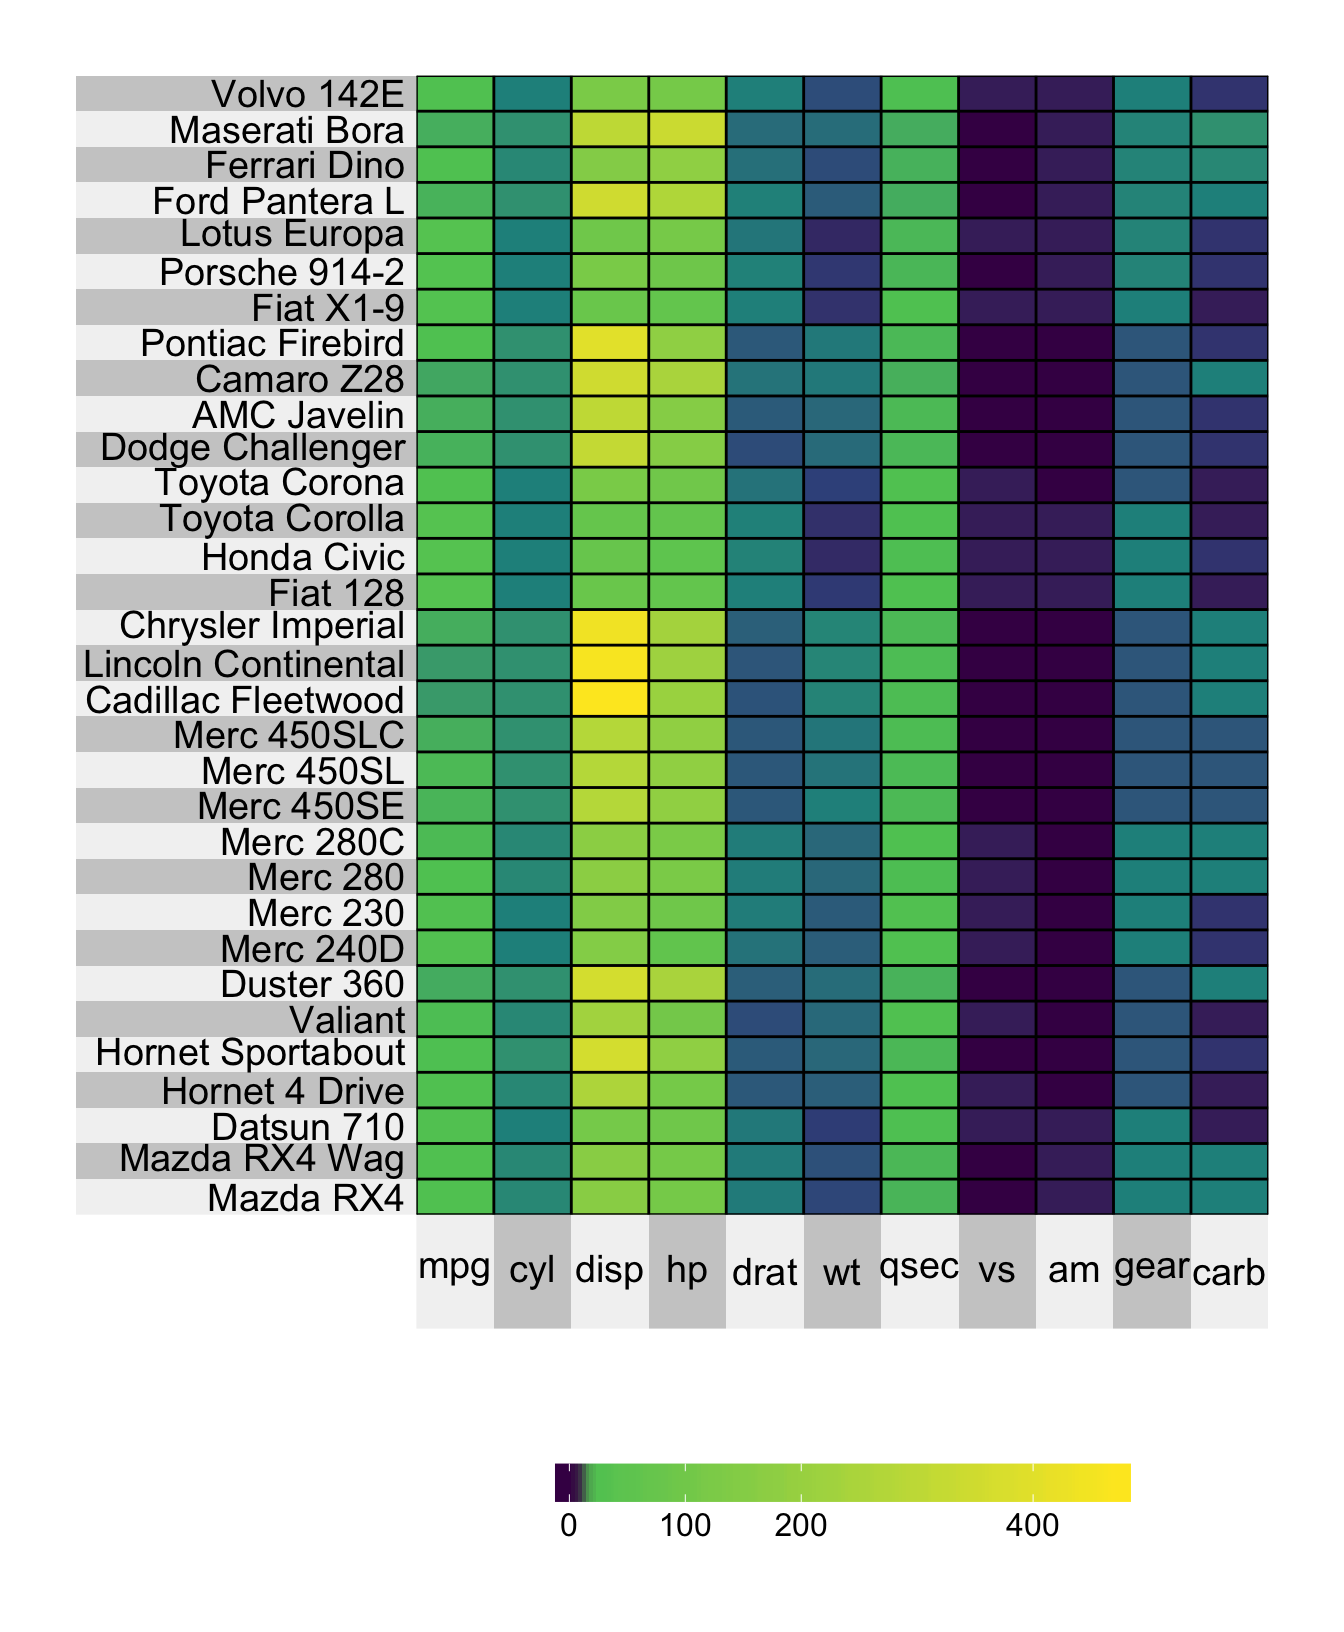 Volvo 142E
Maserati Bora
Ferrari Dino
Ford Pantera L
Lotus Europa
Porsche 914-2
Fiat X1-9
Pontiac Firebird
Camaro Z28
AMC Javelin
Dodge Challenger
Toyota Corona
Toyota Corolla
Honda Civic
Fiat 128
Chrysler Imperial
Lincoln Continental
Cadillac Fleetwood
Merc 450SLC
Merc 450SL
Merc 450SE
Merc 280C
Merc 280
Merc 230
Merc 240D
Duster 360
Valiant
Hornet Sportabout
Hornet 4 Drive
Datsun 710
Mazda RX4 Wag
Mazda RX4
mpg cyl disp hp drat wt qsec vs am gear carb
0 100 200 400